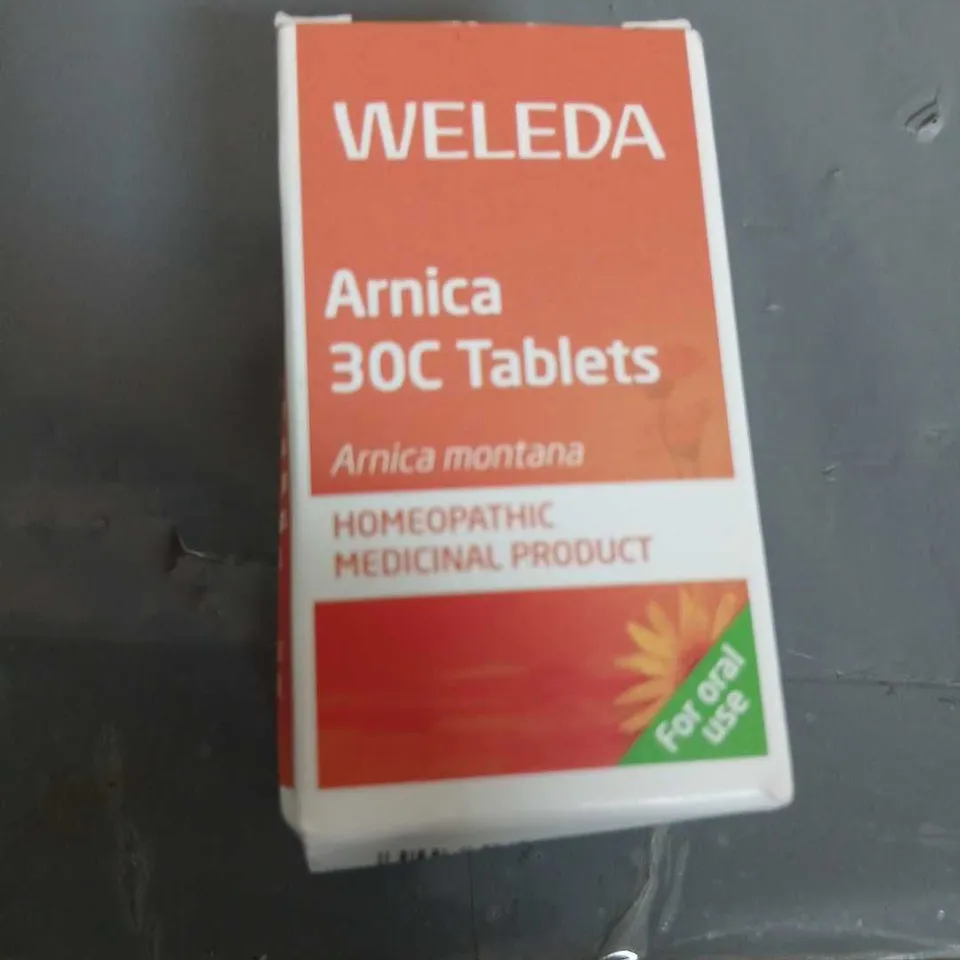 WELEDA
Arnica
30C Tablets
Arnica montana
HOMEOPATHIC
MEDICINAL PRODUCT
For oral
use